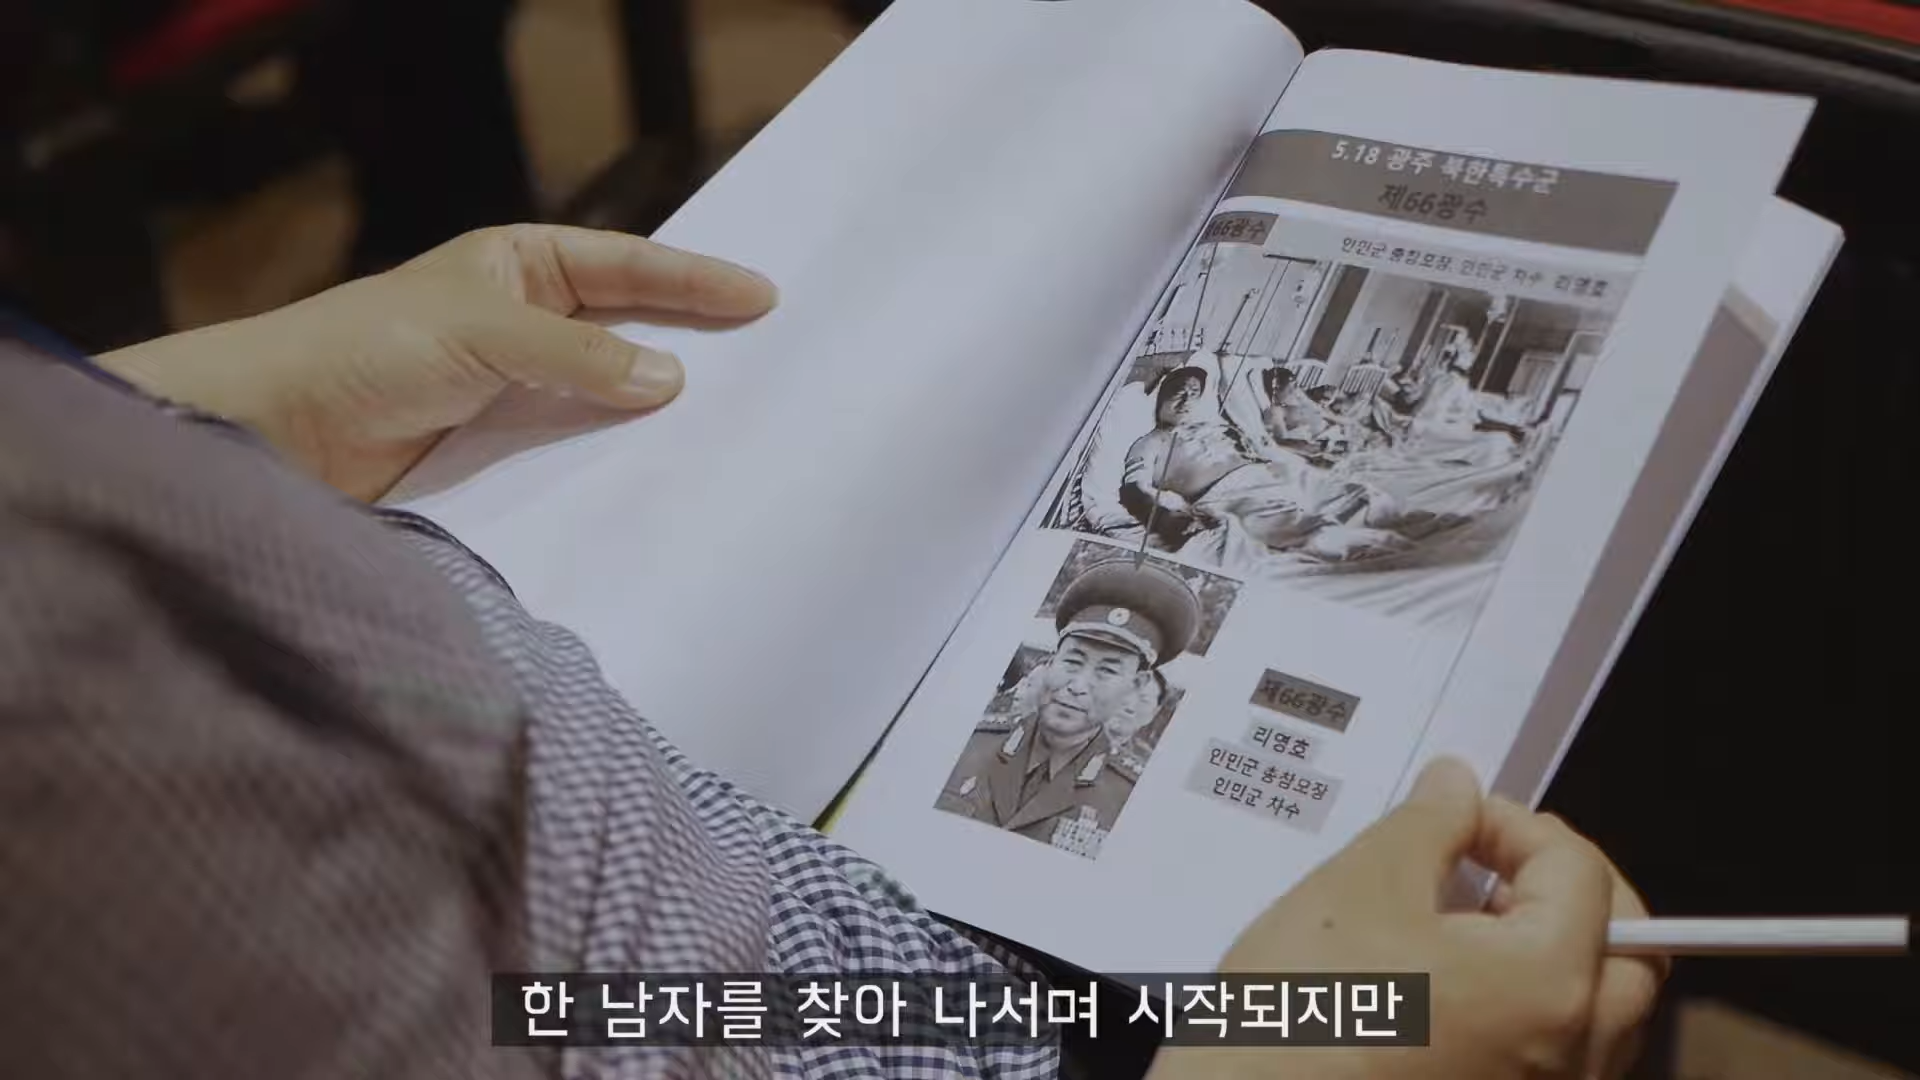 5.18 광주 북한특수군
제66광수
제66광수
인민군 총참모장, 인민군 차수 리영호
제66광수
리영호
인민군 총참모장
인민군 차수
한 남자를 찾아 나서며 시작되지만